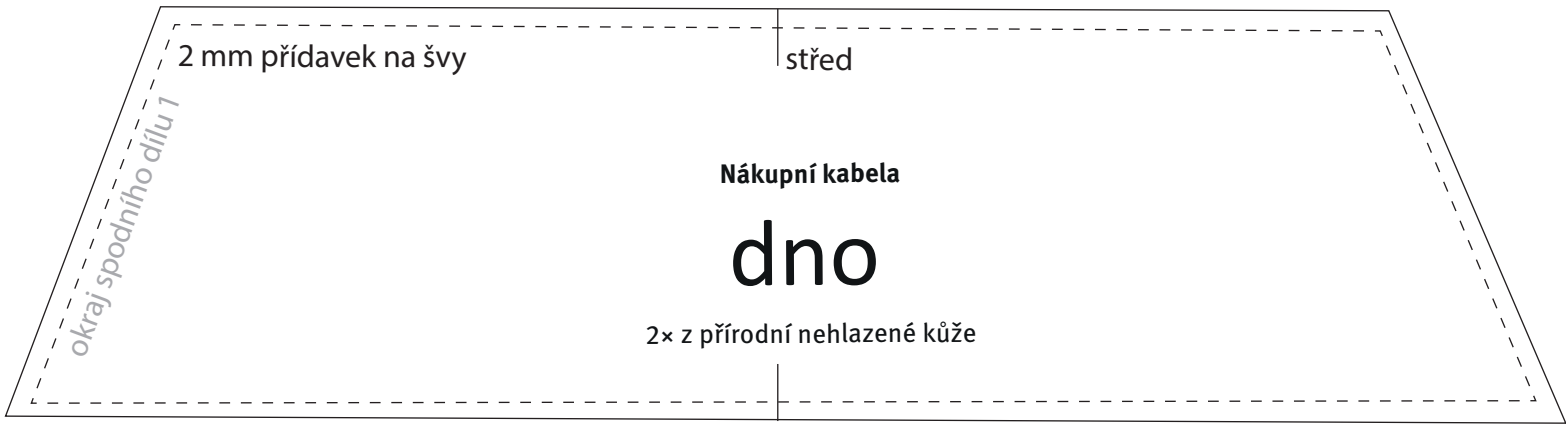 2 mm přídavek na švy
střed
okraj spodního dílu 1
Nákupní kabela
dno
2× z přírodní nehlazené kůže